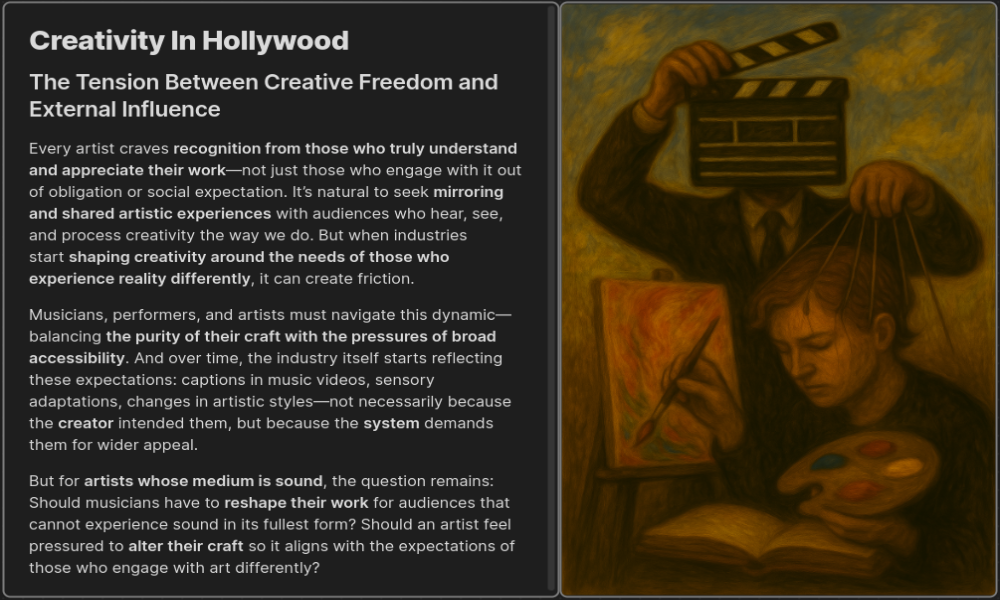 Creativity In Hollywood
The Tension Between Creative Freedom and
External Influence
Every artist craves recognition from those who truly understand
and appreciate their work—not just those who engage with it out
of obligation or social expectation. It’s natural to seek mirroring
and shared artistic experiences with audiences who hear, see,
and process creativity the way we do. But when industries
start shaping creativity around the needs of those who
experience reality differently, it can create friction.
Musicians, performers, and artists must navigate this dynamic—
balancing the purity of their craft with the pressures of broad
accessibility. And over time, the industry itself starts reflecting
these expectations: captions in music videos, sensory
adaptations, changes in artistic styles—not necessarily because
the creator intended them, but because the system demands
them for wider appeal.
But for artists whose medium is sound, the question remains:
Should musicians have to reshape their work for audiences that
cannot experience sound in its fullest form? Should an artist feel
pressured to alter their craft so it aligns with the expectations of
those who engage with art differently?